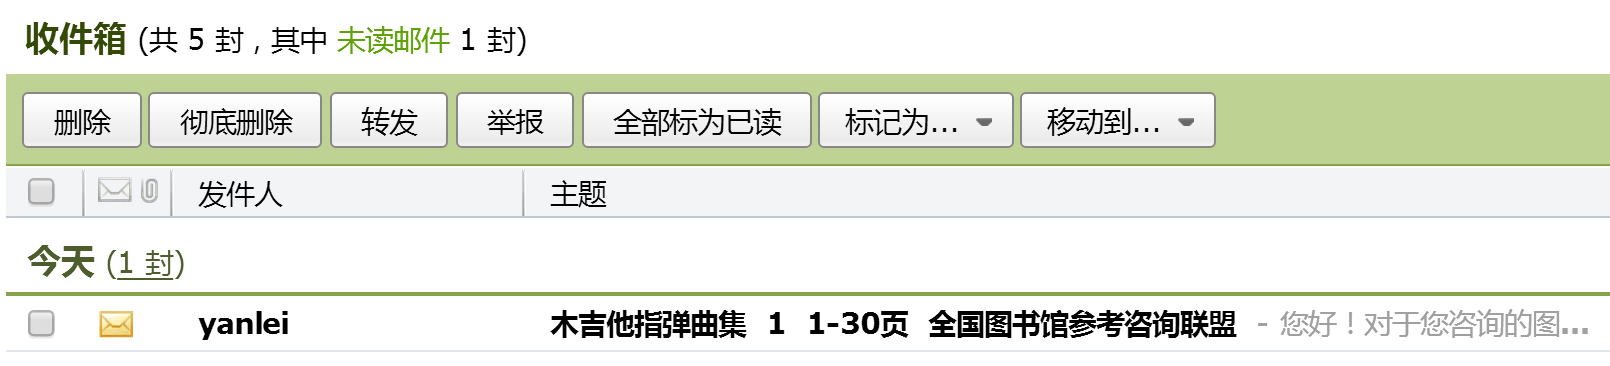 收件箱 (共 5 封，其中 未读邮件 1 封)
删除 彻底删除 转发 举报 全部标为已读 标记为... 移动到...
发件人 主题
今天 (1 封)
yanlei 木吉他指弹曲集 1 1-30页 全国图书馆参考咨询联盟 - 您好！对于您咨询的图...